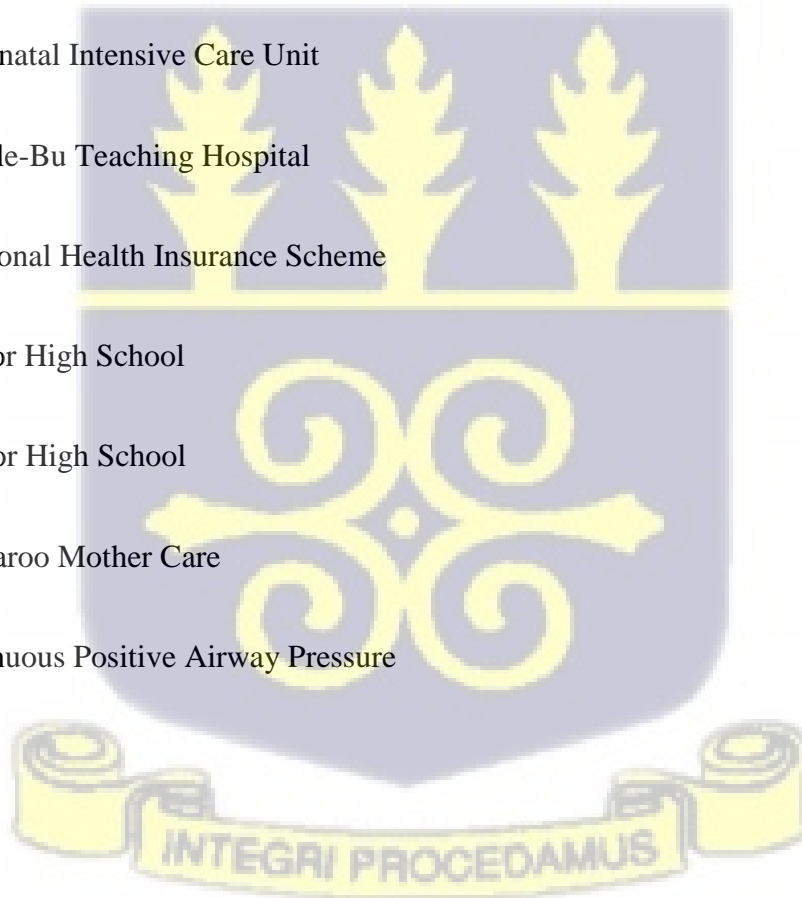 natal Intensive Care Unit
le-Bu Teaching Hospital
onal Health Insurance Scheme
or High School
or High School
aroo Mother Care
nuous Positive Airway Pressure
INTEGRI PROCEDAMUS